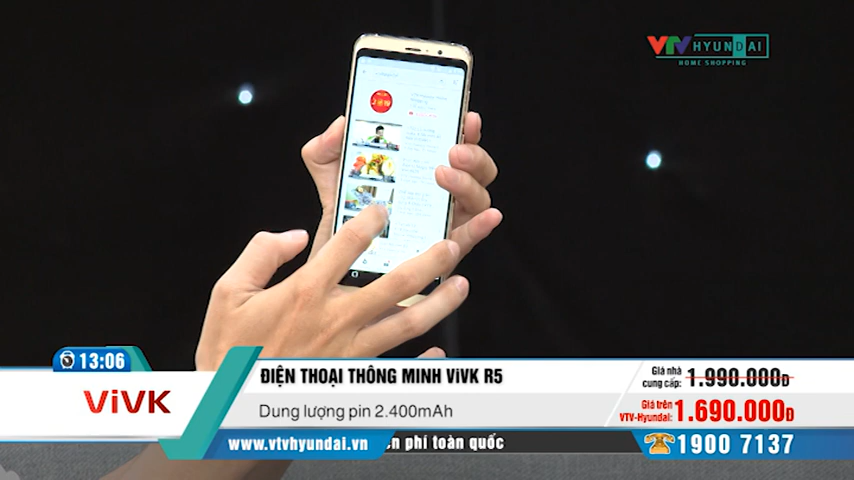 VTV HYUNDAI
HOME SHOPPING
13:06
ViVK
ĐIỆN THOẠI THÔNG MINH ViVK R5
Dung lượng pin 2.400mAh
Giá nhà
cung cấp: 1.990.000Đ
Giá trên
VTV-Hyundai: 1.690.000Đ
www.vtvhyundai.vn
n phí toàn quốc
1900 7137